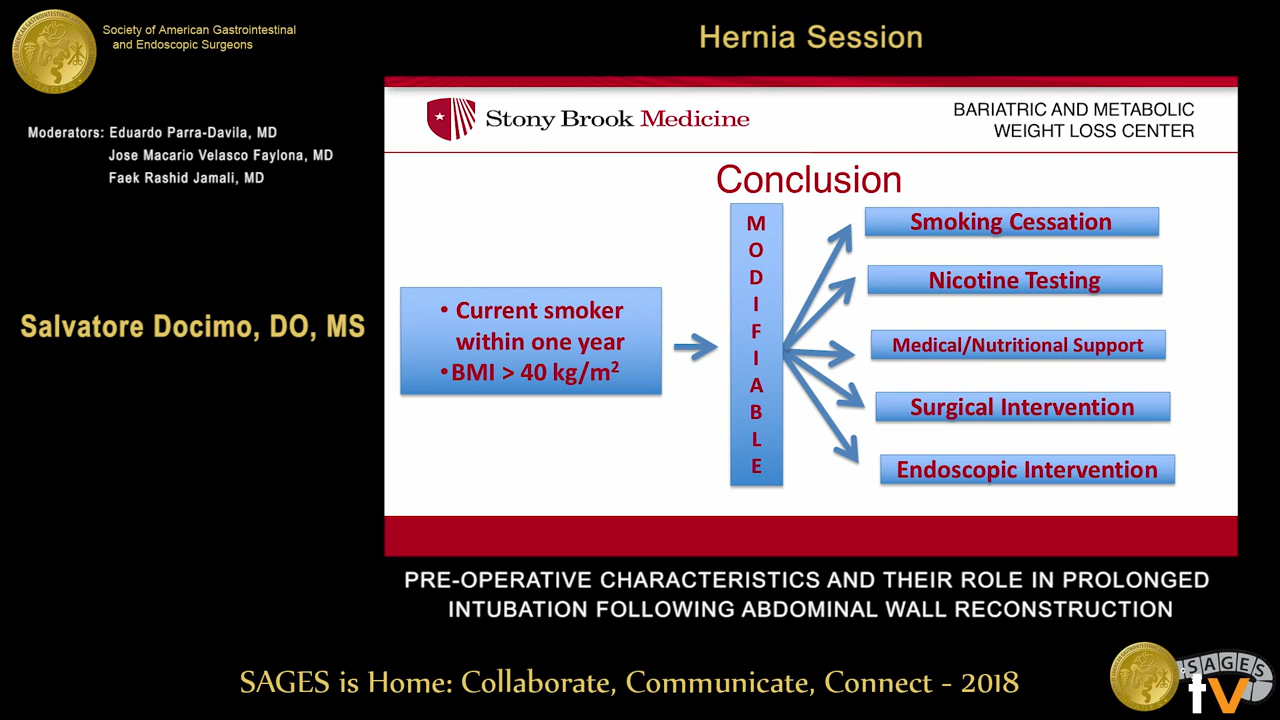 Society of American Gastrointestinal
and Endoscopic Surgeons
Hernia Session
Moderators: Eduardo Parra-Davila, MD
Jose Macario Velasco Faylona, MD
Faek Rashid Jamali, MD
Salvatore Docimo, DO, MS
Stony Brook Medicine
BARIATRIC AND METABOLIC
WEIGHT LOSS CENTER
Conclusion
• Current smoker
within one year
• BMI > 40 kg/m²
M
O
D
I
F
I
A
B
L
E
Smoking Cessation
Nicotine Testing
Medical/Nutritional Support
Surgical Intervention
Endoscopic Intervention
PRE-OPERATIVE CHARACTERISTICS AND THEIR ROLE IN PROLONGED
INTUBATION FOLLOWING ABDOMINAL WALL RECONSTRUCTION
SAGES is Home: Collaborate, Communicate, Connect - 2018
SAGES
tv